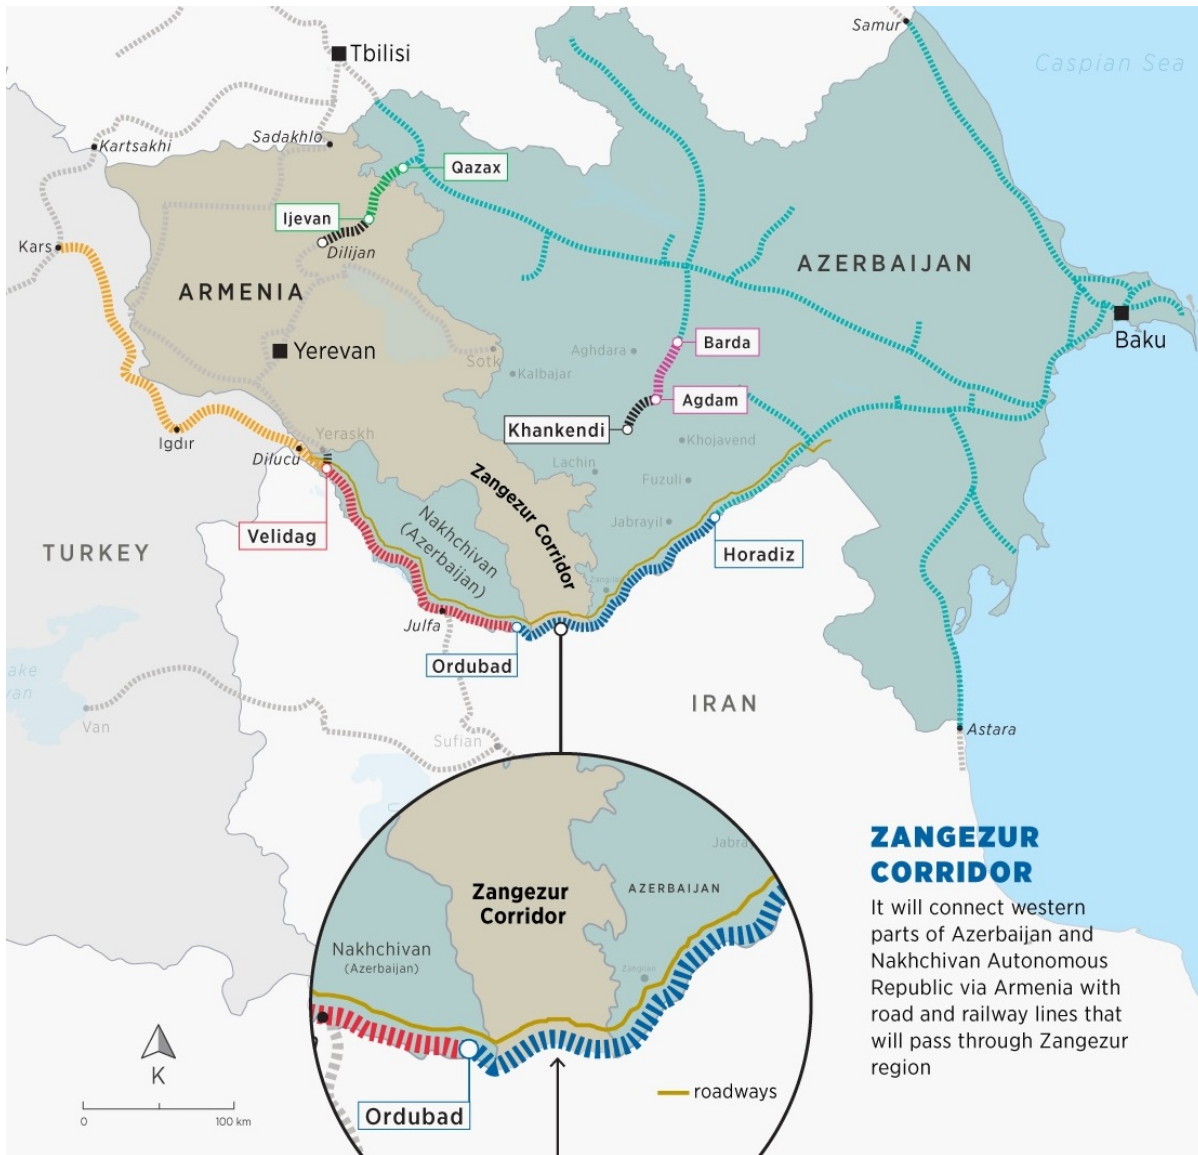 Samur
Tbilisi
Caspian Sea
Sadakhlo
Kartsakhi
Qazax
Ijevan
Kars
Dilijan
AZERBAIJAN
ARMENIA
Baku
Yerevan
Barda
Aghdara
Sotk
Kalbajar
Agdam
Khankendi
Igdır
Yeraskh
Khojavend
Dilucu
Lachin
Zangezur Corridor
Fuzuli
Velidag
Nakhchivan
(Azerbaijan)
Jabrayil
TURKEY
Horadiz
Zangilan
Julfa
Ordubad
IRAN
Van
Sufian
Astara
Zangezur
Corridor
AZERBAIJAN
Nakhchivan
(Azerbaijan)
Zangilan
Ordubad
roadways
ZANGEZUR
CORRIDOR
It will connect western
parts of Azerbaijan and
Nakhchivan Autonomous
Republic via Armenia with
road and railway lines that
will pass through Zangezur
region
K
0
100 km